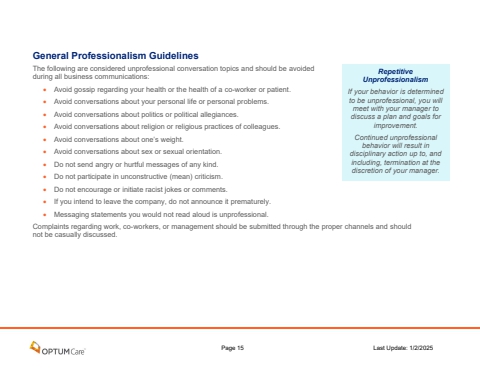 General Professionalism Guidelines
The following are considered unprofessional conversation topics and should be avoided
during all business communications:
• Avoid gossip regarding your health or the health of a co-worker or patient.
• Avoid conversations about your personal life or personal problems.
• Avoid conversations about politics or political allegiances.
• Avoid conversations about religion or religious practices of colleagues.
• Avoid conversations about one's weight.
• Avoid conversations about sex or sexual orientation.
• Do not send angry or hurtful messages of any kind.
• Do not participate in unconstructive (mean) criticism.
• Do not encourage or initiate racist jokes or comments.
• If you intend to leave the company, do not announce it prematurely.
• Messaging statements you would not read aloud is unprofessional.
Complaints regarding work, co-workers, or management should be submitted through the proper channels and should
not be casually discussed.
Repetitive
Unprofessionalism
If your behavior is determined
to be unprofessional, you will
meet with your manager to
discuss a plan and goals for
improvement.
Continued unprofessional
behavior will result in
disciplinary action up to, and
including, termination at the
discretion of your manager.
OPTUMCare
Page 15
Last Update: 1/2/2025